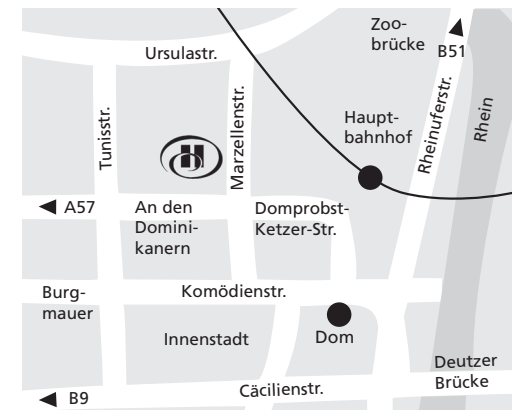 Zoo-
brücke
B51
Ursulastr.
Tunisstr.
Marzellenstr.
Haupt-
bahnhof
Rheinuferstr.
Rhein
H
A57
An den
Domini-
kanern
Domprobst-
Ketzer-Str.
Burg-
mauer
Komödienstr.
Innenstadt
Dom
Deutzer
Brücke
B9
Cäcilienstr.